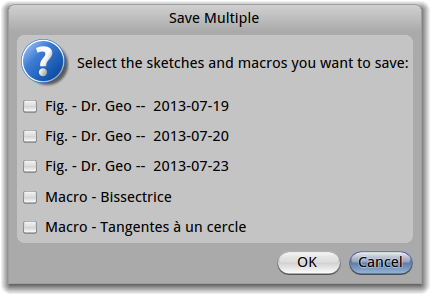 Save Multiple
Select the sketches and macros you want to save:
Fig. - Dr. Geo -- 2013-07-19
Fig. - Dr. Geo -- 2013-07-20
Fig. - Dr. Geo -- 2013-07-23
Macro - Bissectrice
Macro - Tangentes à un cercle
OK Cancel